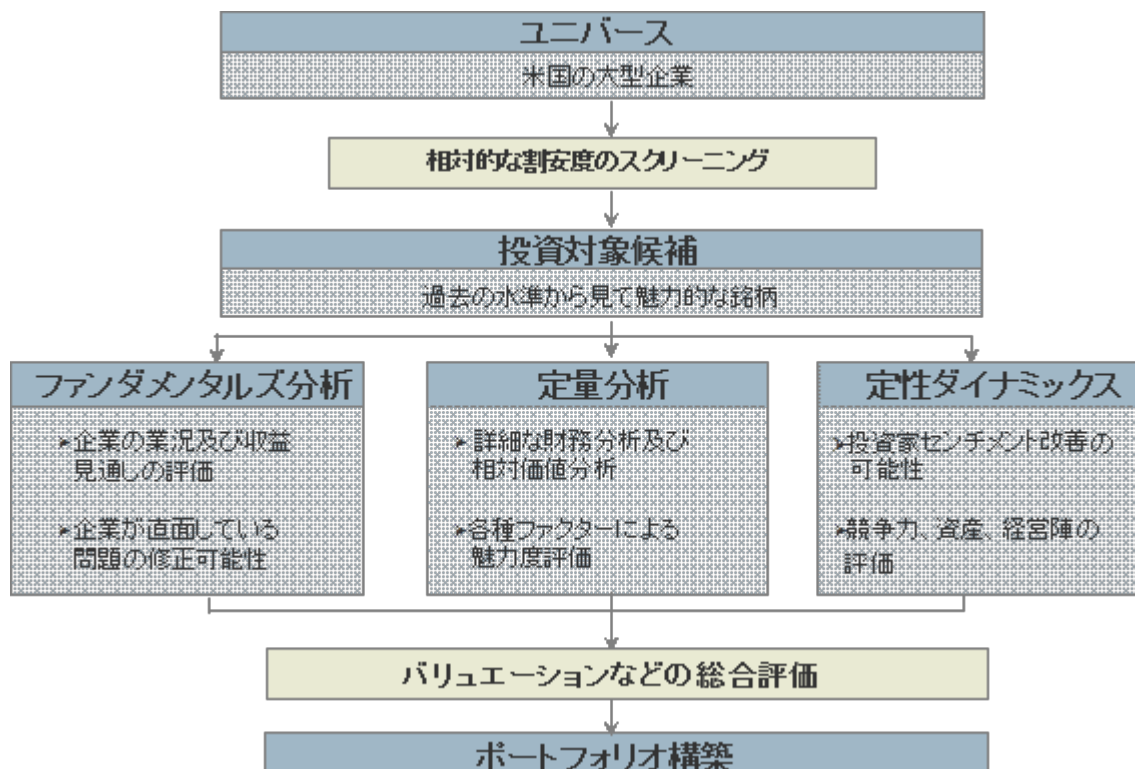 ユニバース
米国の大型企業
相対的な割安度のスクリーニング
投資対象候補
過去の水準から見て魅力的な銘柄
ファンダメンタルズ分析
➢企業の業況及び収益
見通しの評価
➢企業が直面している
問題の修正可能性
定量分析
➢詳細な財務分析及び
相対価値分析
➢各種ファクターによる
魅力度評価
定性ダイナミックス
➢投資家センチメント改善の
可能性
➢競争力、資産、経営陣の
評価
バリュエーションなどの総合評価
ポートフォリオ構築